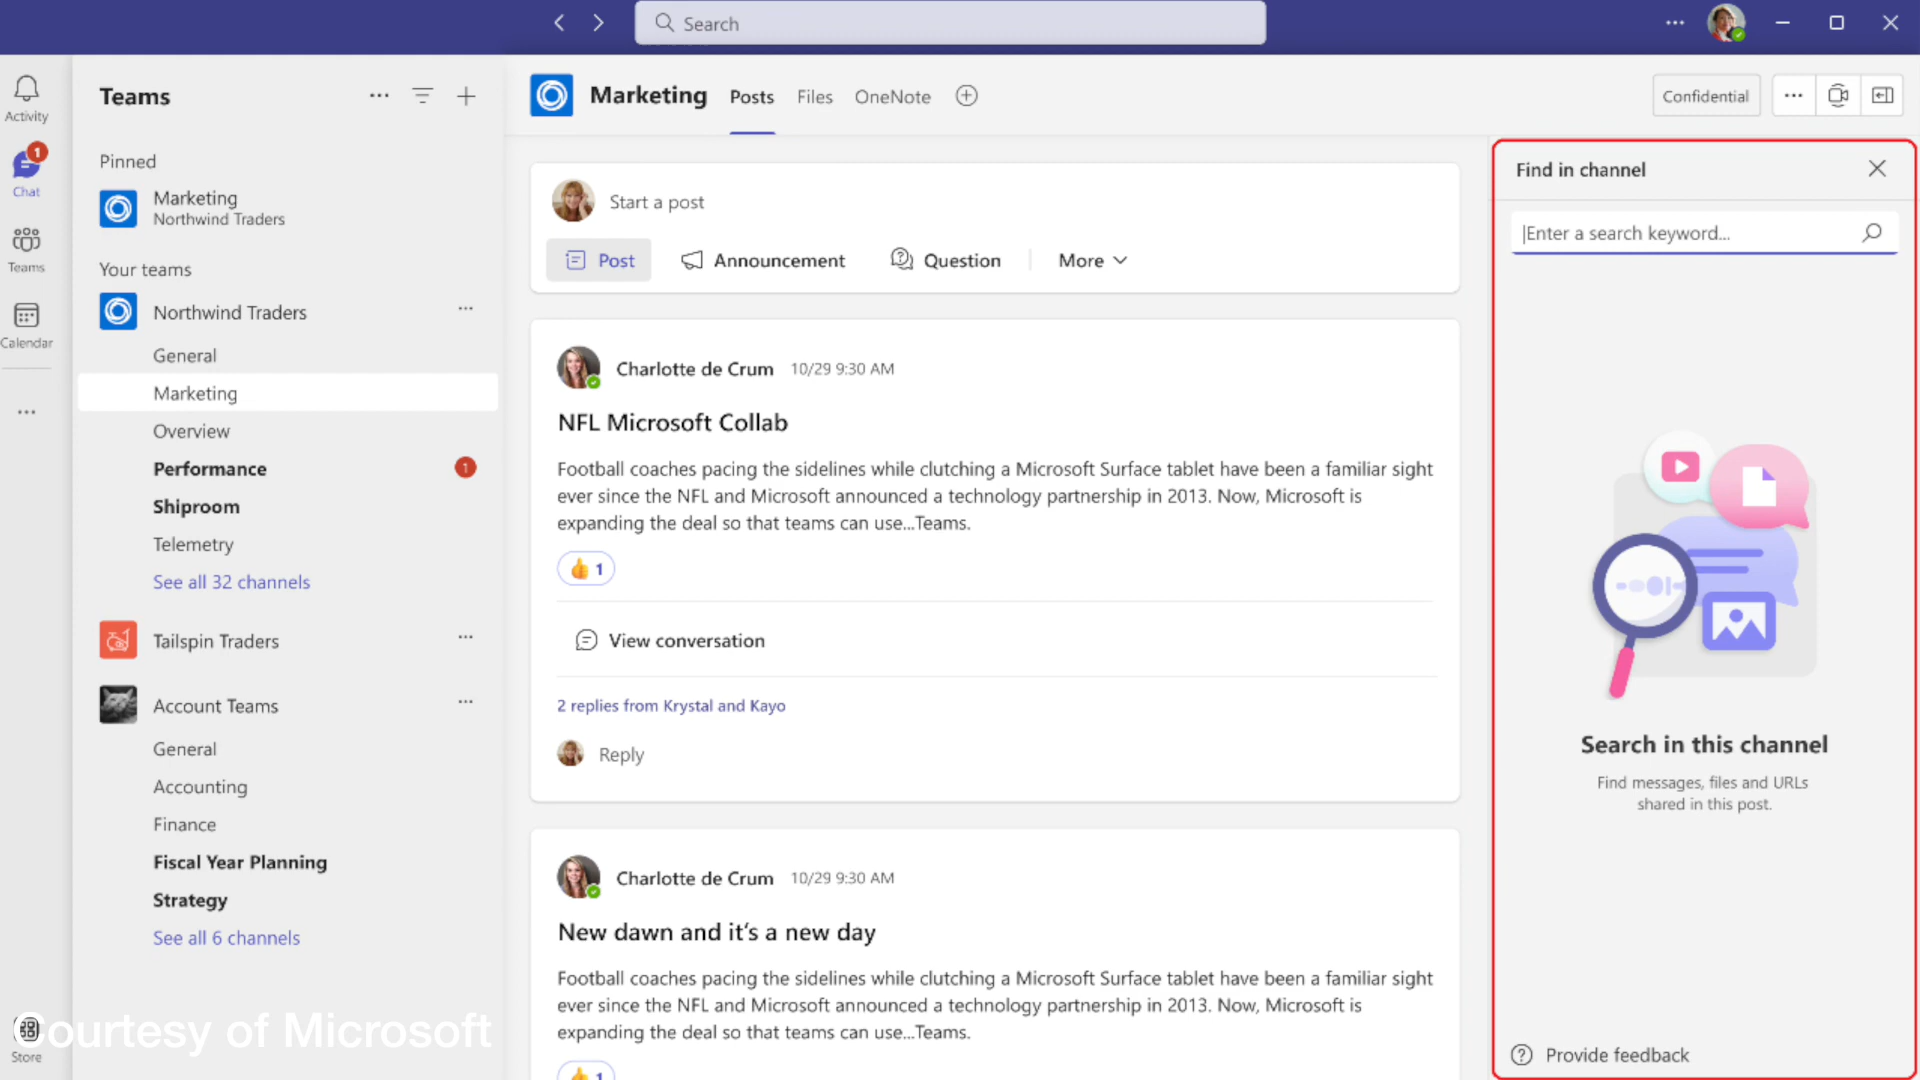 Search
Activity
1
Chat
Teams
Calendar
Store
Teams
Pinned
Marketing
Northwind Traders
Your teams
Northwind Traders
General
Marketing
Overview
Performance 1
Shiproom
Telemetry
See all 32 channels
Tailspin Traders
Account Teams
General
Accounting
Finance
Fiscal Year Planning
Strategy
See all 6 channels
Courtesy of Microsoft
Marketing Posts Files OneNote
Confidential
Start a post
Post Announcement Question More
Charlotte de Crum 10/29 9:30 AM
NFL Microsoft Collab
Football coaches pacing the sidelines while clutching a Microsoft Surface tablet have been a familiar sight
ever since the NFL and Microsoft announced a technology partnership in 2013. Now, Microsoft is
expanding the deal so that teams can use...Teams.
👍 1
View conversation
2 replies from Krystal and Kayo
Reply
Charlotte de Crum 10/29 9:30 AM
New dawn and it‘s a new day
Football coaches pacing the sidelines while clutching a Microsoft Surface tablet have been a familiar sight
ever since the NFL and Microsoft announced a technology partnership in 2013. Now, Microsoft is
expanding the deal so that teams can use...Teams.
👍 1
Find in channel
Enter a search keyword...
Search in this channel
Find messages, files and URLs
shared in this post.
Provide feedback